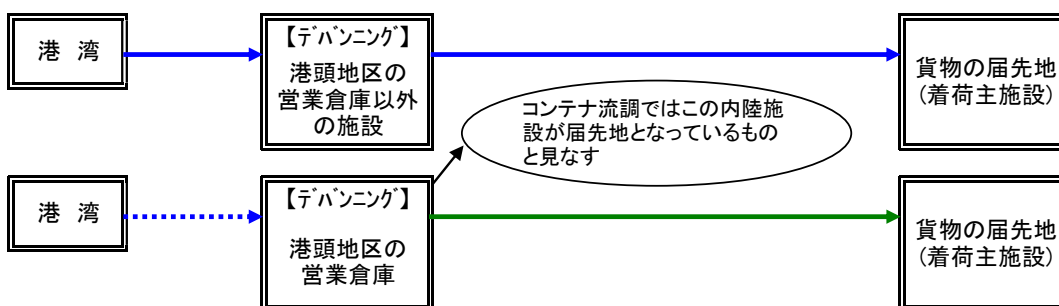 港 湾
【ﾃﾞﾊﾞﾝﾆﾝｸﾞ】
港頭地区の
営業倉庫以外
の施設
貨物の届先地
(着荷主施設)
コンテナ流調ではこの内陸施
設が届先地となっているもの
と見なす
港 湾
【ﾃﾞﾊﾞﾝﾆﾝｸﾞ】
港頭地区の
営業倉庫
貨物の届先地
(着荷主施設)